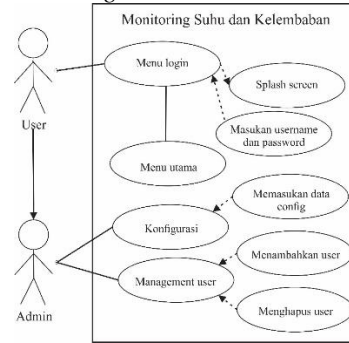 Monitoring Suhu dan Kelembaban
Menu login
Splash screen
User
Masukan username
dan password
Menu utama
Memasukan data
config
Konfigurasi
Menambahkan user
Management user
Menghapus user
Admin